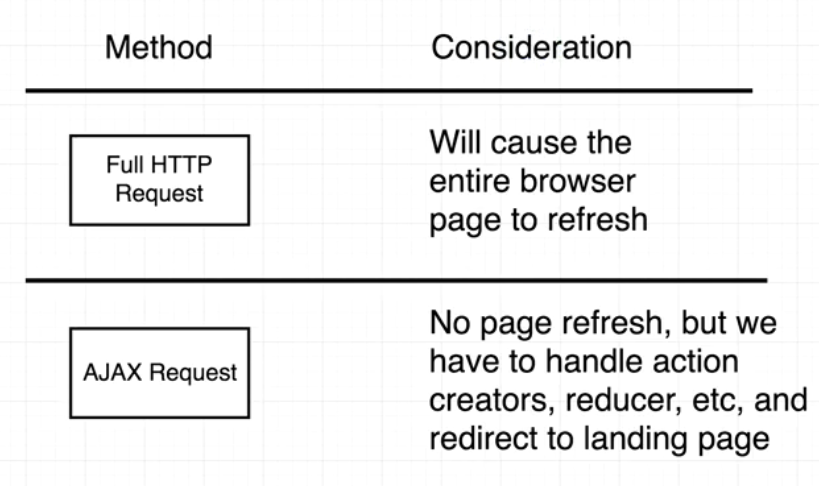 Method
Consideration
Full HTTP
Request
Will cause the
entire browser
page to refresh
AJAX Request
No page refresh, but we
have to handle action
creators, reducer, etc, and
redirect to landing page